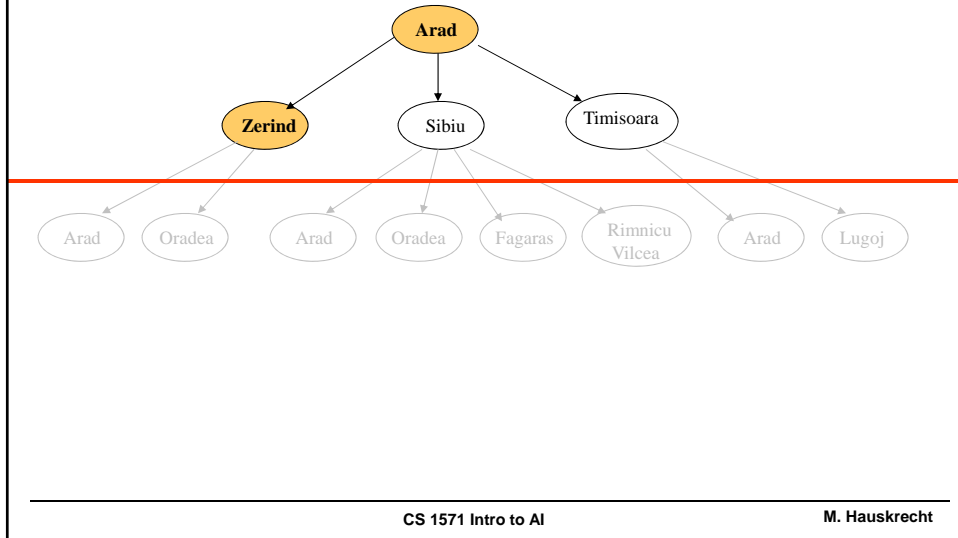 Arad
Zerind
Sibiu
Timisoara
Arad
Oradea
Arad
Oradea
Fagaras
Rimnicu
Vilcea
Arad
Lugoj
CS 1571 Intro to AI
M. Hauskrecht